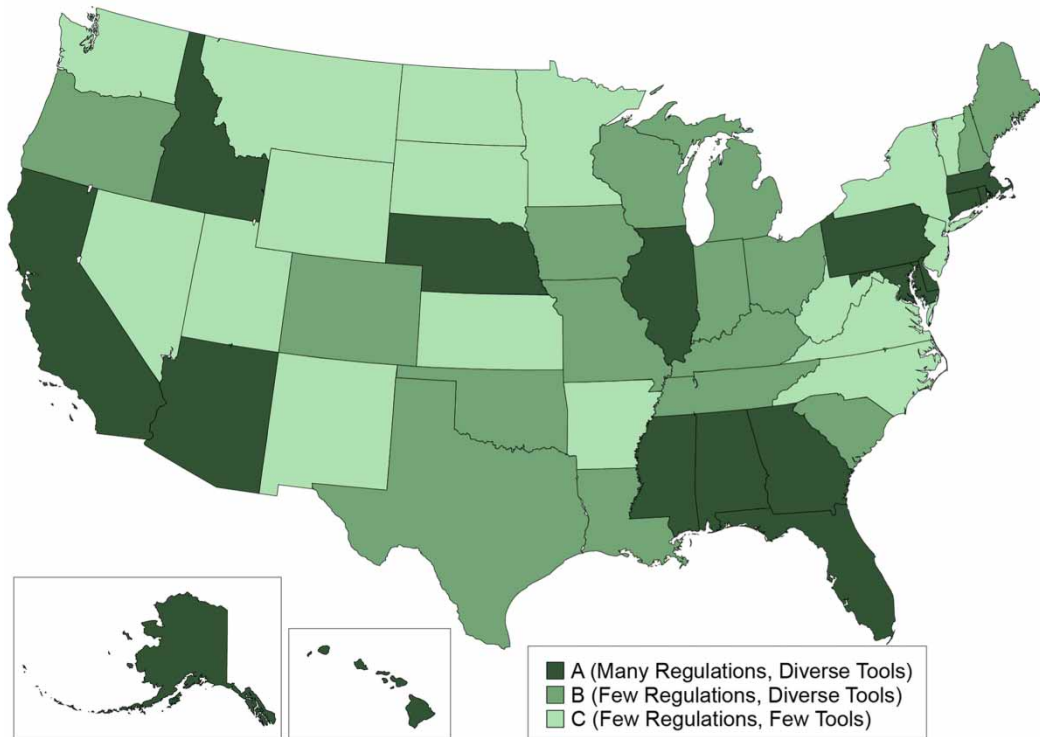 A (Many Regulations, Diverse Tools)
B (Few Regulations, Diverse Tools)
C (Few Regulations, Few Tools)